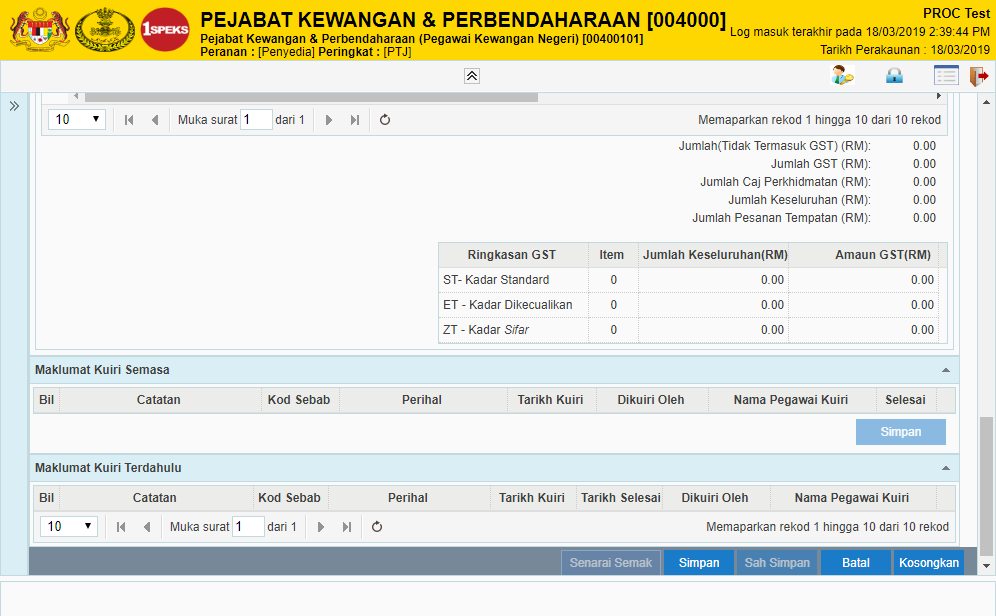 1SPEKS
PEJABAT KEWANGAN & PERBENDAHARAAN [004000]
Pejabat Kewangan & Perbendaharaan (Pegawai Kewangan Negeri) [00400101]
Peranan : [Penyedia] Peringkat : [PTJ]
PROC Test
Log masuk terakhir pada 18/03/2019 2:39:44 PM
Tarikh Perakaunan : 18/03/2019
10 Muka surat 1 dari 1 Memaparkan rekod 1 hingga 10 dari 10 rekod
Jumlah(Tidak Termasuk GST) (RM): 0.00
Jumlah GST (RM): 0.00
Jumlah Caj Perkhidmatan (RM): 0.00
Jumlah Keseluruhan (RM): 0.00
Jumlah Pesanan Tempatan (RM): 0.00
Ringkasan GST Item Jumlah Keseluruhan(RM) Amaun GST(RM)
ST- Kadar Standard 0 0.00 0.00
ET - Kadar Dikecualikan 0 0.00 0.00
ZT - Kadar Sifar 0 0.00 0.00
Maklumat Kuiri Semasa
Bil Catatan Kod Sebab Perihal Tarikh Kuiri Dikuiri Oleh Nama Pegawai Kuiri Selesai
Simpan
Maklumat Kuiri Terdahulu
Bil Catatan Kod Sebab Perihal Tarikh Kuiri Tarikh Selesai Dikuiri Oleh Nama Pegawai Kuiri
10 Muka surat 1 dari 1 Memaparkan rekod 1 hingga 10 dari 10 rekod
Senarai Semak Simpan Sah Simpan Batal Kosongkan